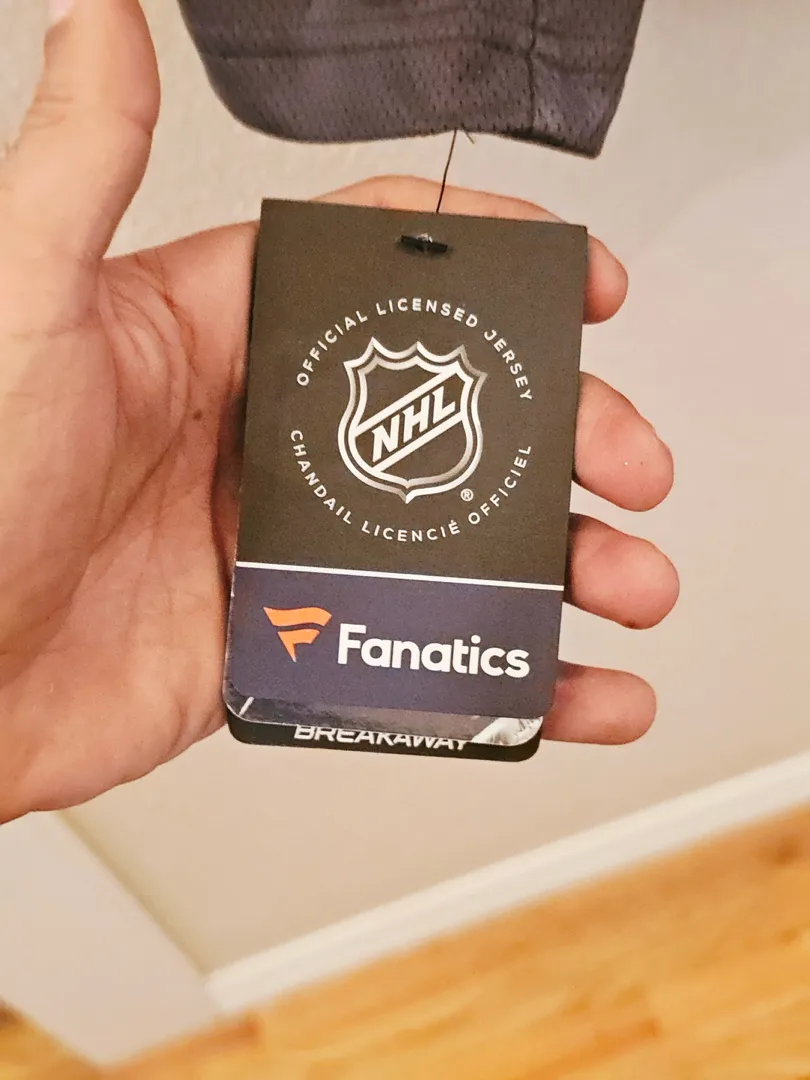 OFFICIAL LICENSED JERSEY
NHL
®
CHANDAIL LICENCIÉ OFFICIEL
Fanatics
BREAKAWAY